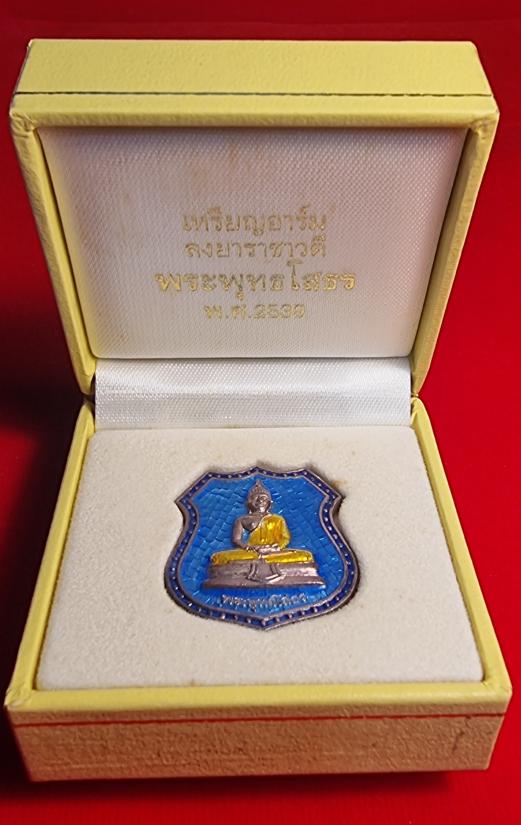 เหรียญอาร์ม
ลงยาราชาวดี
พระพุทธโสธร
พ.ศ.2539
พระพุทธโสธร